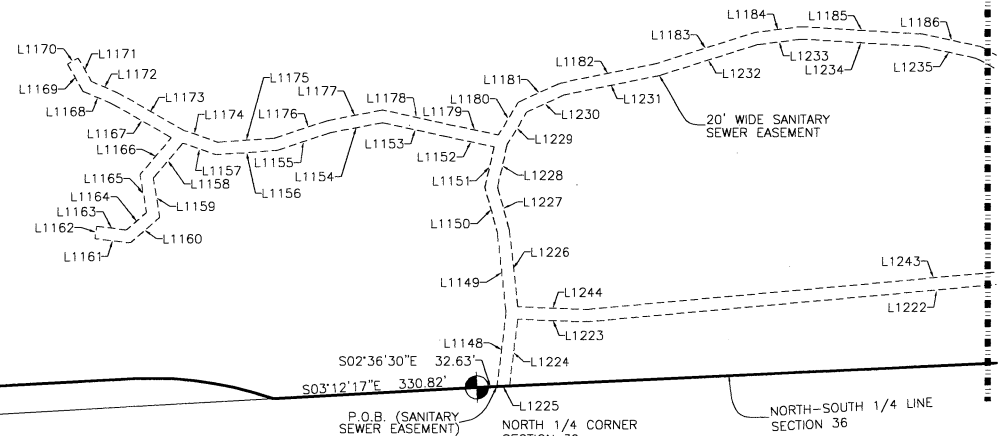 L1184
L1185
L1186
L1170
L1171
L1183
L1182
L1172
L1175
L1177
L1181
L1233
L1234
L1235
L1169
L1168
L1173
L1174
L1176
L1178
L1179
L1180
L1232
L1231
L1230
L1167
L1166
L1229
20' WIDE SANITARY
SEWER EASEMENT
L1153
L1152
L1157
L1155
L1154
L1156
L1165
L1158
L1151
L1228
L1164
L1163
L1162
L1161
L1159
L1160
L1150
L1227
L1226
L1149
L1243
L1244
L1222
L1223
L1148
S02°36'30"E 32.63'
L1224
S03°12'17"E 330.82'
L1225
P.O.B. (SANITARY
SEWER EASEMENT)
NORTH 1/4 CORNER
NORTH-SOUTH 1/4 LINE
SECTION 36